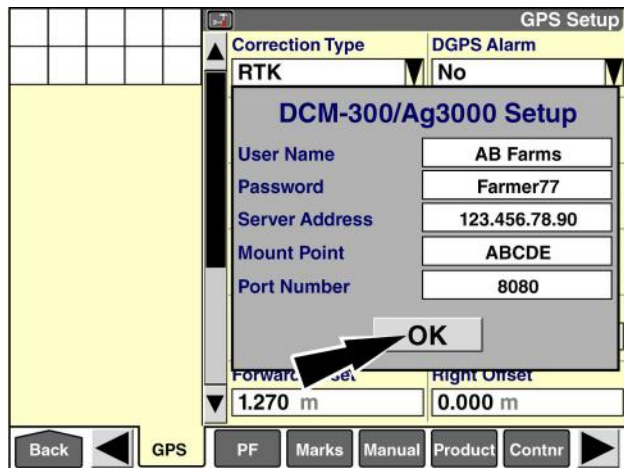 GPS Setup
Correction Type DGPS Alarm
RTK No
DCM-300/Ag3000 Setup
User Name AB Farms
Password Farmer77
Server Address 123.456.78.90
Mount Point ABCDE
Port Number 8080
OK
Right Offset
1.270 m 0.000 m
Back GPS PF Marks Manual Product Contnr